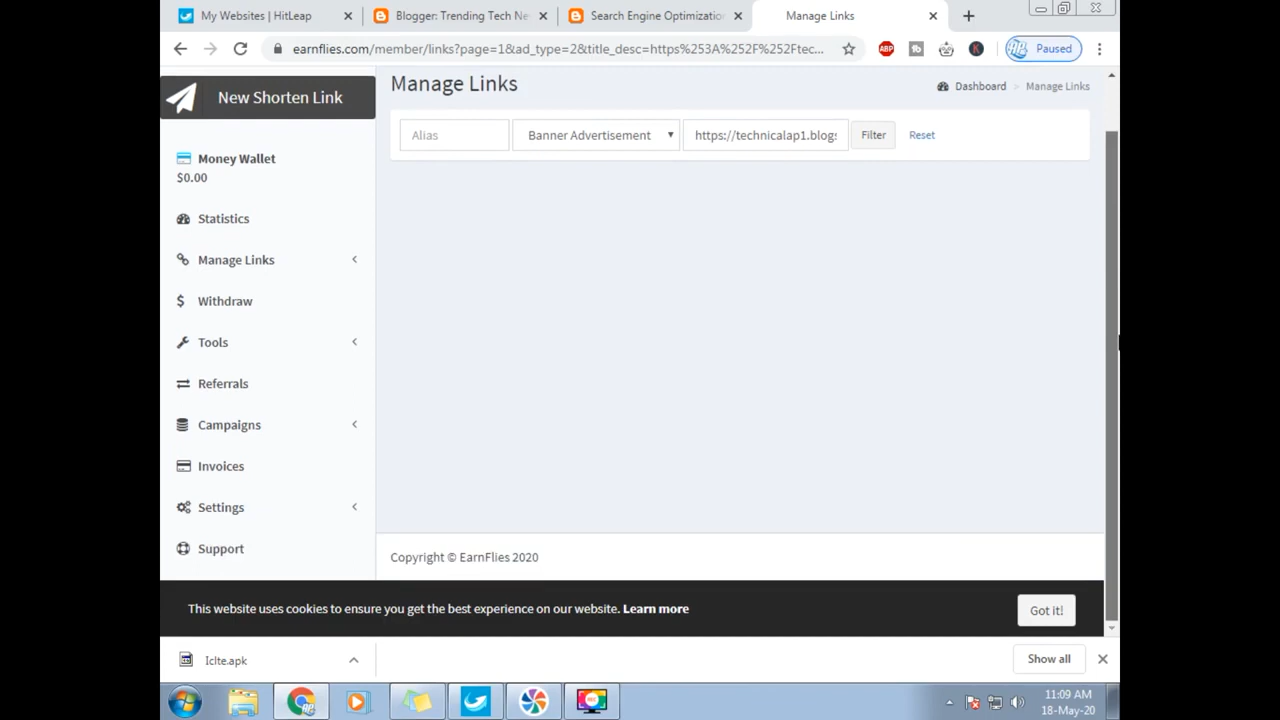 My Websites | HitLeap
Blogger: Trending Tech Ne
Search Engine Optimization
Manage Links
earnflies.com/member/links?page=1&ad_type=2&title_desc=https%253A%252F%252Ftec...
ABP
Paused
New Shorten Link
Manage Links
Dashboard > Manage Links
Alias
Banner Advertisement
https://technicalap1.blogs
Filter
Reset
Money Wallet
$0.00
Statistics
Manage Links
Withdraw
Tools
Referrals
Campaigns
Invoices
Settings
Support
Copyright © EarnFlies 2020
This website uses cookies to ensure you get the best experience on our website. Learn more
Got it!
Iclte.apk
Show all
11:09 AM
18-May-20